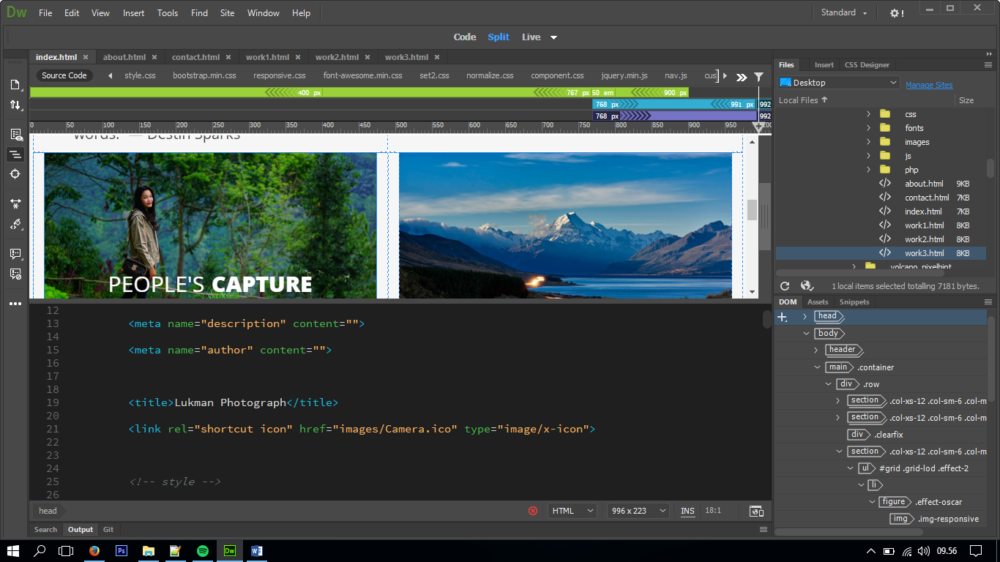 Dw File Edit View Insert Tools Find Site Window Help Standard !
Code Split Live
index.html about.html contact.html work1.html work2.html work3.html
Source Code style.css bootstrap.min.css responsive.css font-awesome.min.css set2.css normalize.css component.css jquery.min.js nav.js cus
400 px 767 px 50 em 900 px
768 px 991 px 992
768 px 992
0 50 100 150 200 250 300 350 400 450 500 550 600 650 700 750 800 850 900 950
words." — Destin Sparks
PEOPLE'S CAPTURE
12
13 <meta name="description" content="">
14
15 <meta name="author" content="">
16
17
18
19 <title>Lukman Photograph</title>
20
21 <link rel="shortcut icon" href="images/Camera.ico" type="image/x-icon">
22
23
24
25 <!-- style -->
26
head HTML 996 x 223 INS 18:1
Search Output Git
Files Insert CSS Designer
Desktop Manage Sites
Local Files Size
css
fonts
images
js
php
about.html 9KB
contact.html 7KB
index.html 7KB
work1.html 8KB
work2.html 8KB
work3.html 8KB
volcano_pixelhint
1 local items selected totalling 7181 bytes.
DOM Assets Snippets
head
body
header
main .container
div .row
section .col-xs-12 .col-sm-6 .col-m
section .col-xs-12 .col-sm-6 .col-m
div .clearfix
section .col-xs-12 .col-sm-6 .col-m
ul #grid .grid-lod .effect-2
li
figure .effect-oscar
img .img-responsive
Ps Dw W 09.56